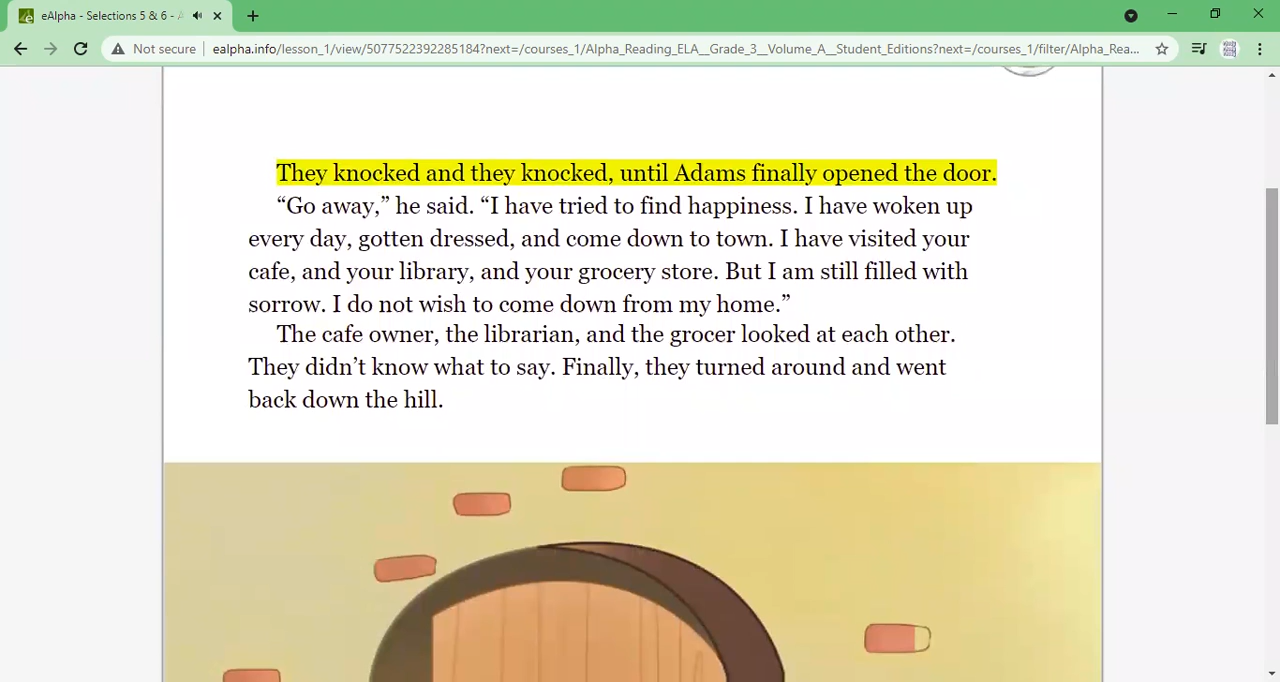 eAlpha - Selections 5 & 6 -
Not secure
ealpha.info/lesson_1/view/5077522392285184?next=/courses_1/Alpha_Reading_ELA__Grade_3__Volume_A__Student_Editions?next=/courses_1/filter/Alpha_Rea...
They knocked and they knocked, until Adams finally opened the door.
“Go away,” he said. “I have tried to find happiness. I have woken up
every day, gotten dressed, and come down to town. I have visited your
cafe, and your library, and your grocery store. But I am still filled with
sorrow. I do not wish to come down from my home.”
The cafe owner, the librarian, and the grocer looked at each other.
They didn’t know what to say. Finally, they turned around and went
back down the hill.